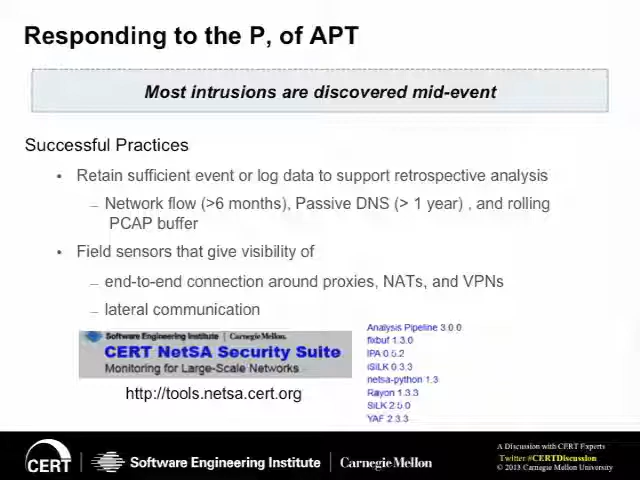 Responding to the P, of APT
Most intrusions are discovered mid-event
Successful Practices
• Retain sufficient event or log data to support retrospective analysis
– Network flow (>6 months), Passive DNS (> 1 year) , and rolling
PCAP buffer
• Field sensors that give visibility of
– end-to-end connection around proxies, NATs, and VPNs
– lateral communication
Software Engineering Institute | Carnegie Mellon
CERT NetSA Security Suite
Monitoring for Large-Scale Networks
http://tools.netsa.cert.org
Analysis Pipeline 3.0.0
fixbuf 1.3.0
IPA 0.5.2
iSiLK 0.3.3
netsa-python 1.3
Rayon 1.3.3
SiLK 2.5.0
YAF 2.3.3
CERT | Software Engineering Institute | Carnegie Mellon
A Discussion with CERT Experts
Twitter #CERTDiscussion
© 2013 Carnegie Mellon University